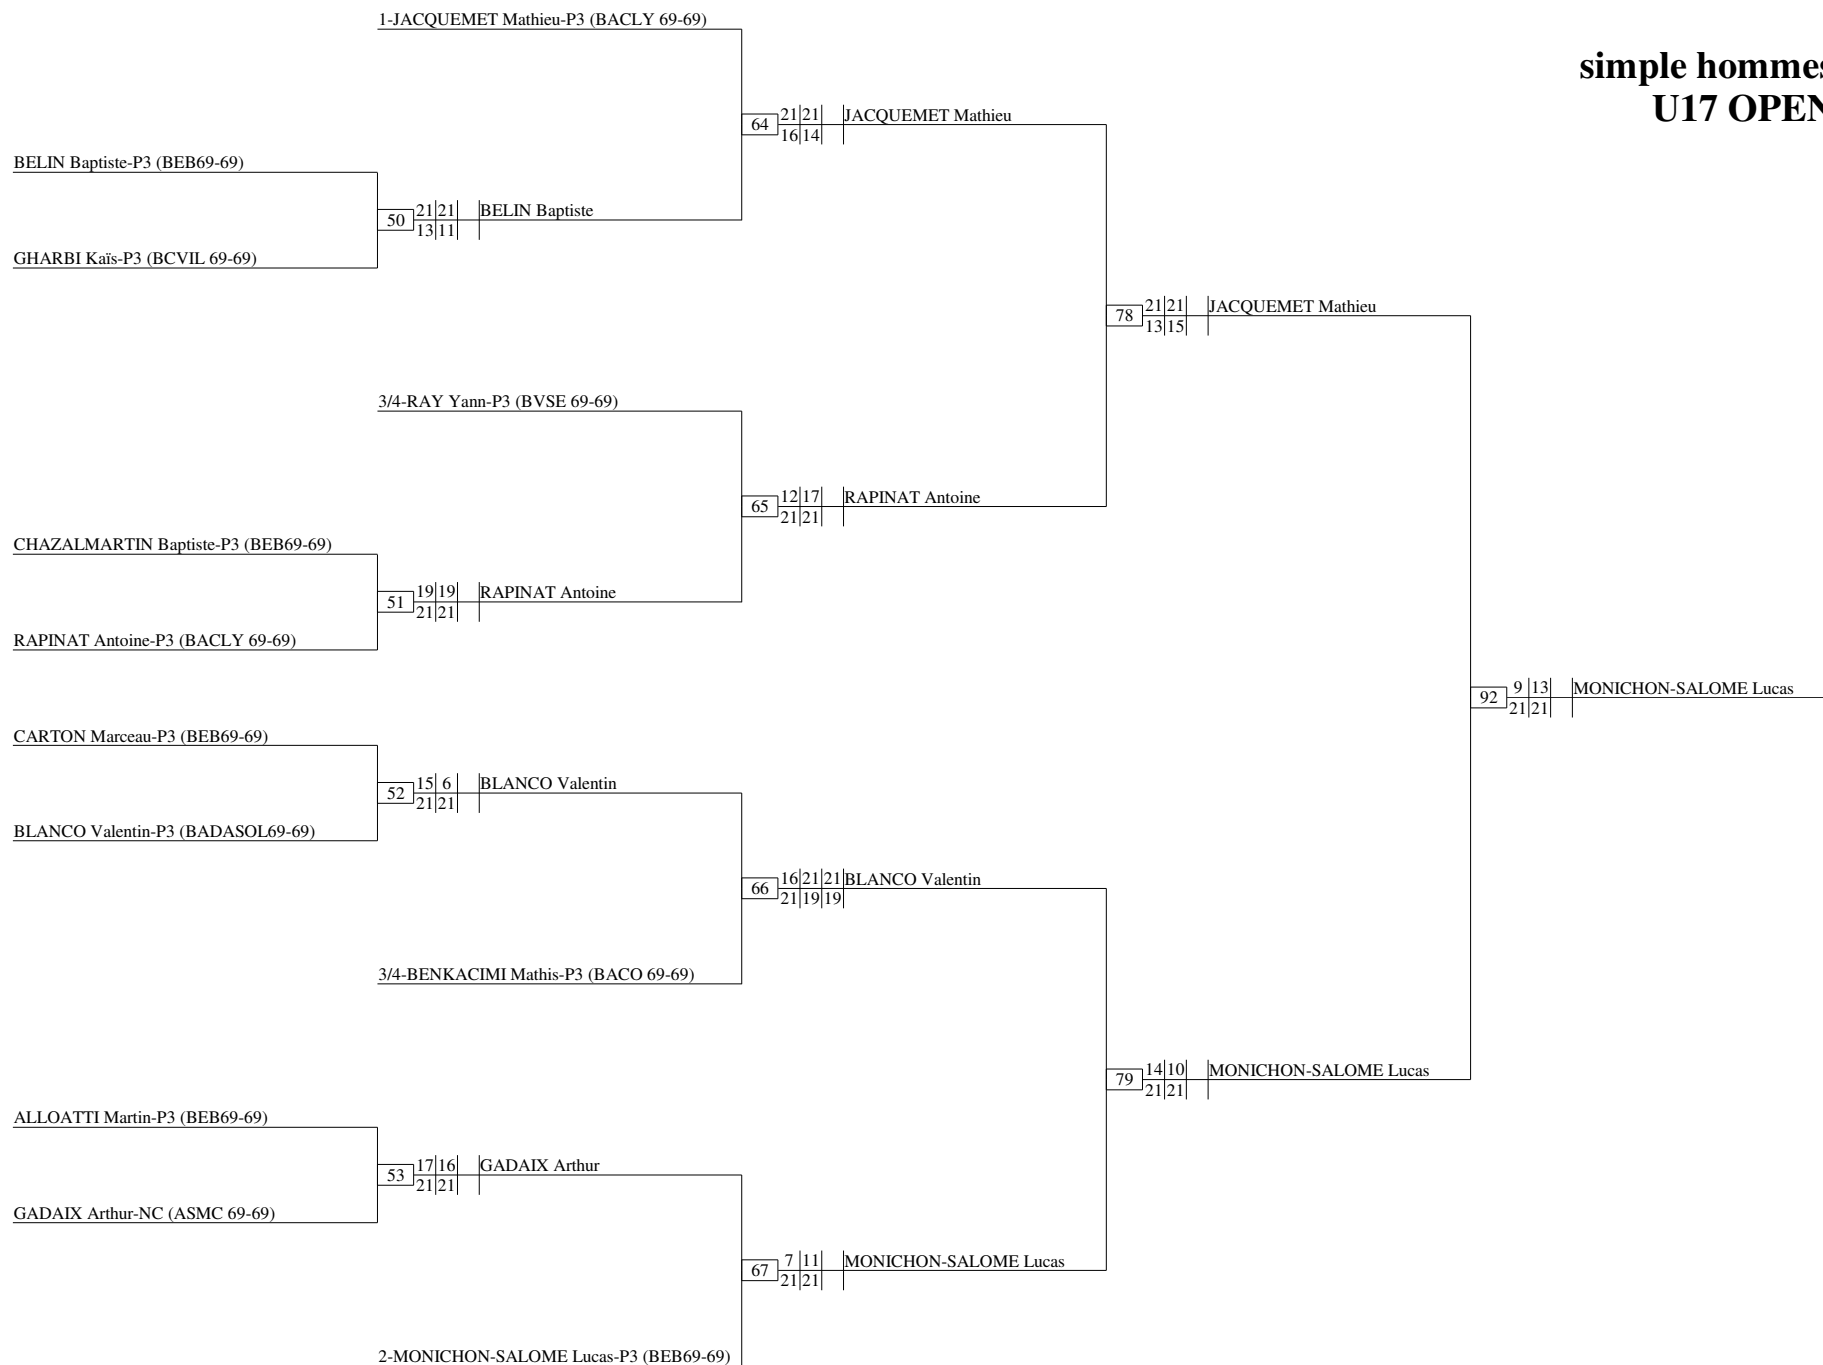 1-JACQUEMET Mathieu-P3 (BACLY 69-69)
simple hommes
U17 OPEN
64 21 21 JACQUEMET Mathieu
16 14
BELIN Baptiste-P3 (BEB69-69)
50 21 21 BELIN Baptiste
13 11
GHARBI Kaïs-P3 (BCVIL 69-69)
78 21 21 JACQUEMET Mathieu
13 15
3/4-RAY Yann-P3 (BVSE 69-69)
65 12 17 RAPINAT Antoine
21 21
CHAZALMARTIN Baptiste-P3 (BEB69-69)
51 19 19 RAPINAT Antoine
21 21
RAPINAT Antoine-P3 (BACLY 69-69)
92 9 13 MONICHON-SALOME Lucas
21 21
CARTON Marceau-P3 (BEB69-69)
52 15 6 BLANCO Valentin
21 21
BLANCO Valentin-P3 (BADASOL69-69)
66 16 21 21 BLANCO Valentin
21 19 19
3/4-BENKACIMI Mathis-P3 (BACO 69-69)
79 14 10 MONICHON-SALOME Lucas
21 21
ALLOATTI Martin-P3 (BEB69-69)
53 17 16 GADAIX Arthur
21 21
GADAIX Arthur-NC (ASMC 69-69)
67 7 11 MONICHON-SALOME Lucas
21 21
2-MONICHON-SALOME Lucas-P3 (BEB69-69)